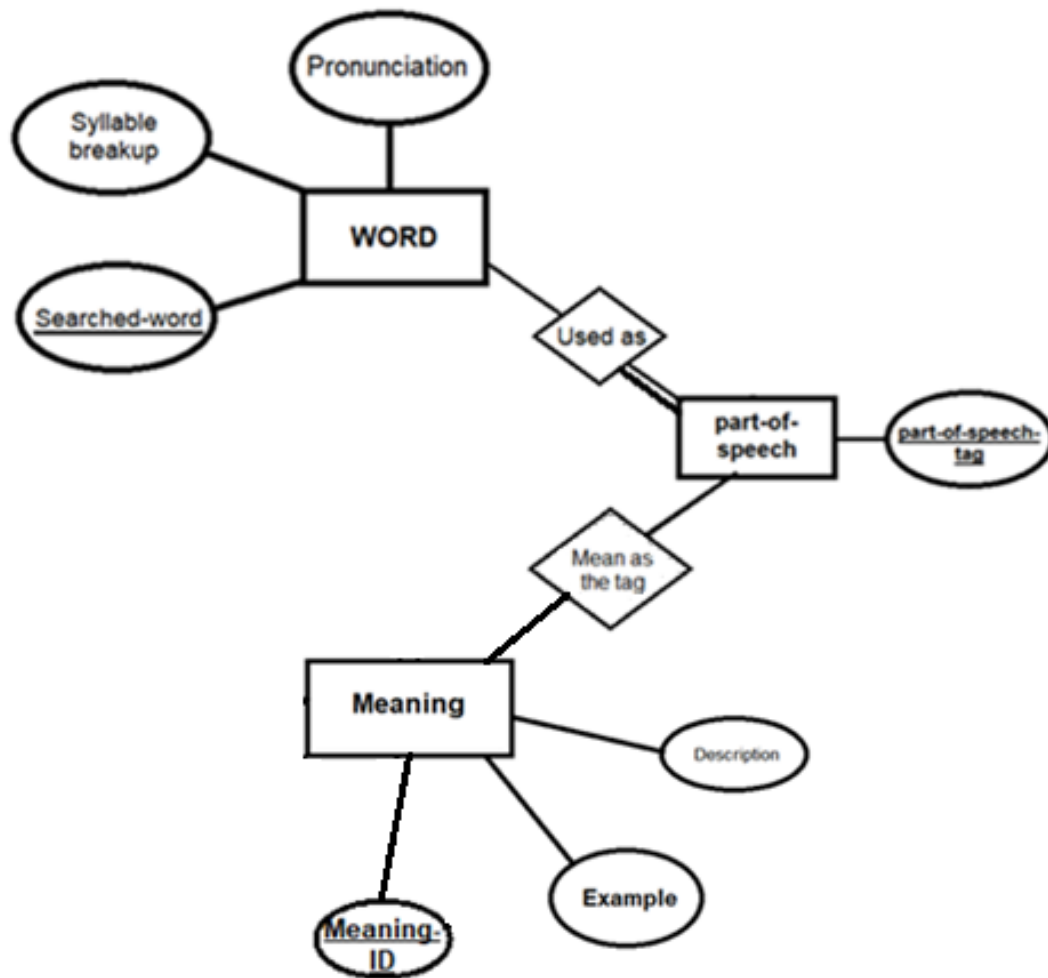 Pronunciation
Syllable
breakup
WORD
Searched-word
Used as
part-of-
speech
part-of-speech-
tag
Mean as
the tag
Meaning
Description
Example
Meaning-
ID